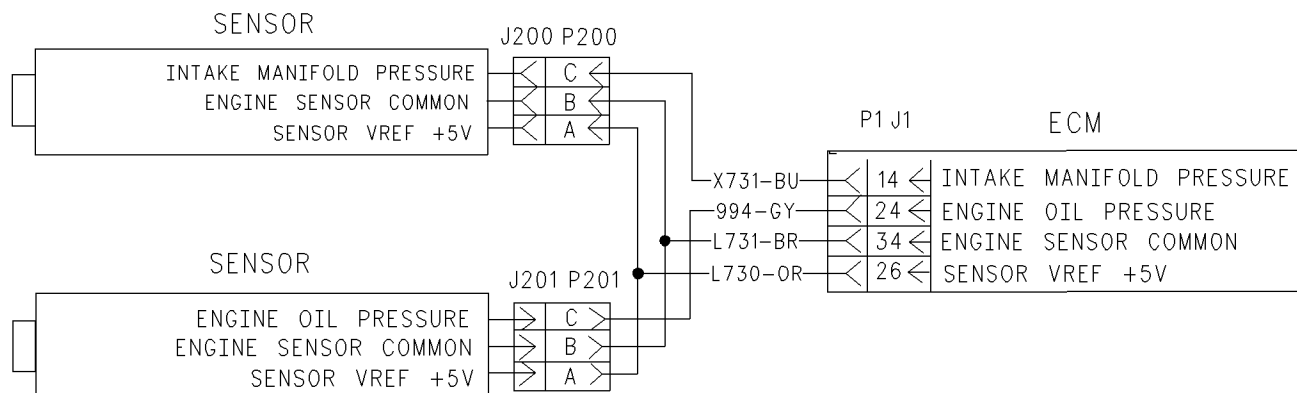 SENSOR
J200 P200
INTAKE MANIFOLD PRESSURE C
ENGINE SENSOR COMMON B
SENSOR VREF +5V A
P1 J1 ECM
X731-BU 14 INTAKE MANIFOLD PRESSURE
994-GY 24 ENGINE OIL PRESSURE
L731-BR 34 ENGINE SENSOR COMMON
L730-OR 26 SENSOR VREF +5V
SENSOR
J201 P201
ENGINE OIL PRESSURE C
ENGINE SENSOR COMMON B
SENSOR VREF +5V A